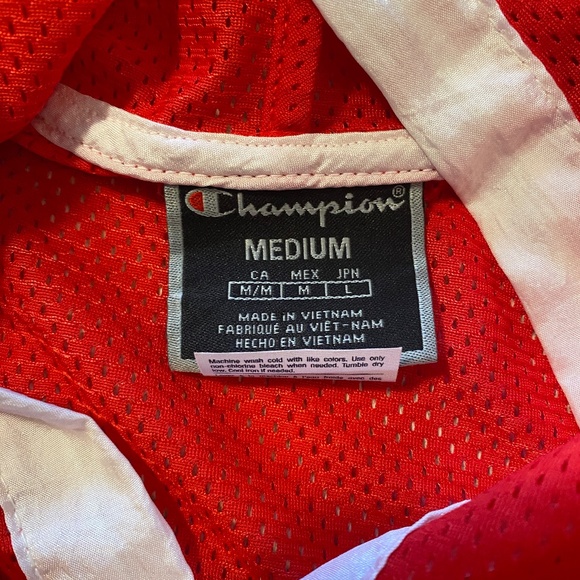 Champion®
MEDIUM
CA MEX JPN
M/M M L
MADE IN VIETNAM
FABRIQUÉ AU VIÊT-NAM
HECHO EN VIETNAM
Machine wash cold with like colors. Use only
non-chlorine bleach when needed. Tumble dry
low. Cool iron if needed.